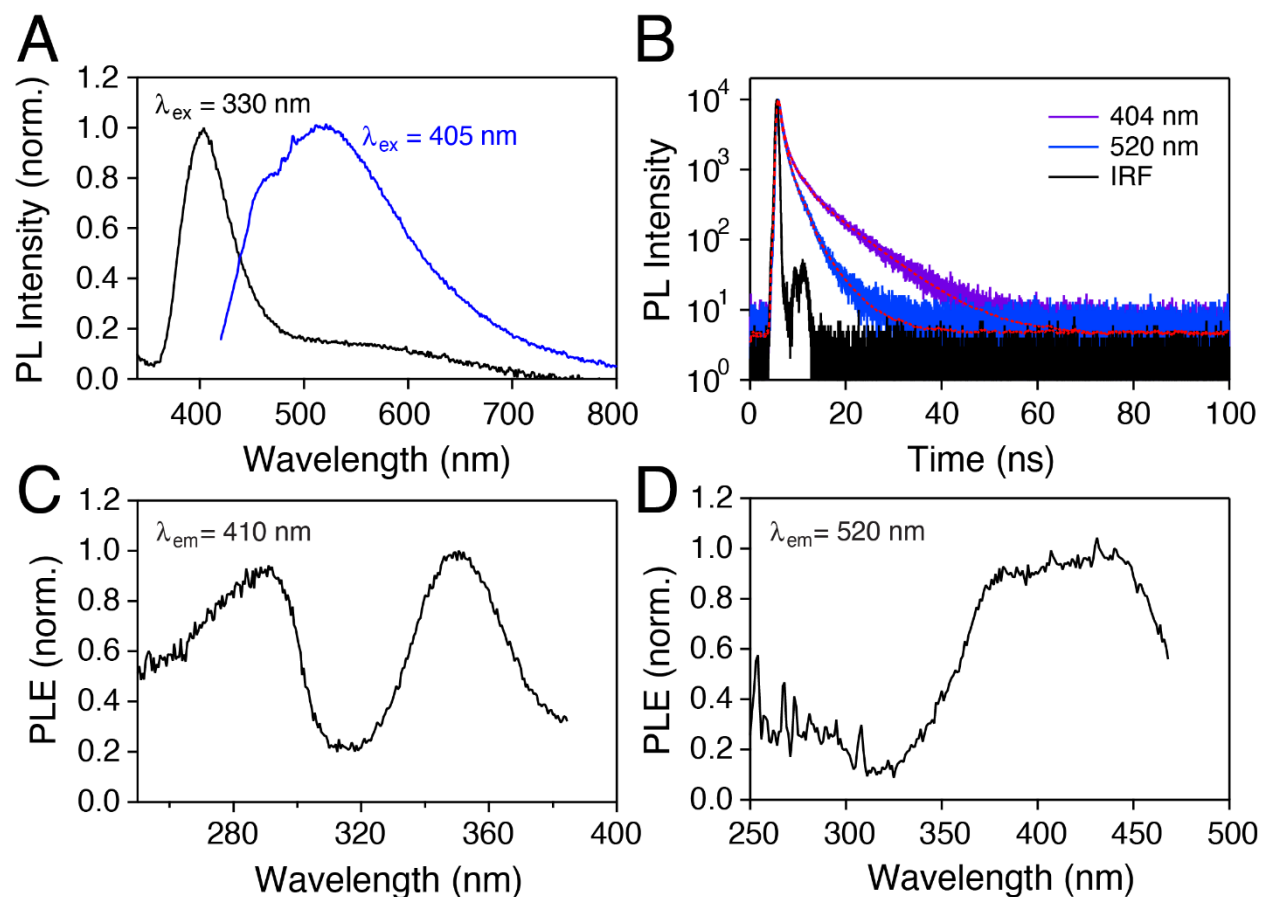 A
PL Intensity (norm.)
1.2
1.0
0.8
0.6
0.4
0.2
0.0
λex = 330 nm
λex = 405 nm
400 500 600 700 800
Wavelength (nm)
B
PL Intensity
10^4
10^3
10^2
10^1
10^0
404 nm
520 nm
IRF
0 20 40 60 80 100
Time (ns)
C
PLE (norm.)
1.2
1.0
0.8
0.6
0.4
0.2
0.0
λem= 410 nm
280 320 360 400
Wavelength (nm)
D
PLE (norm.)
1.2
1.0
0.8
0.6
0.4
0.2
0.0
λem= 520 nm
250 300 350 400 450 500
Wavelength (nm)